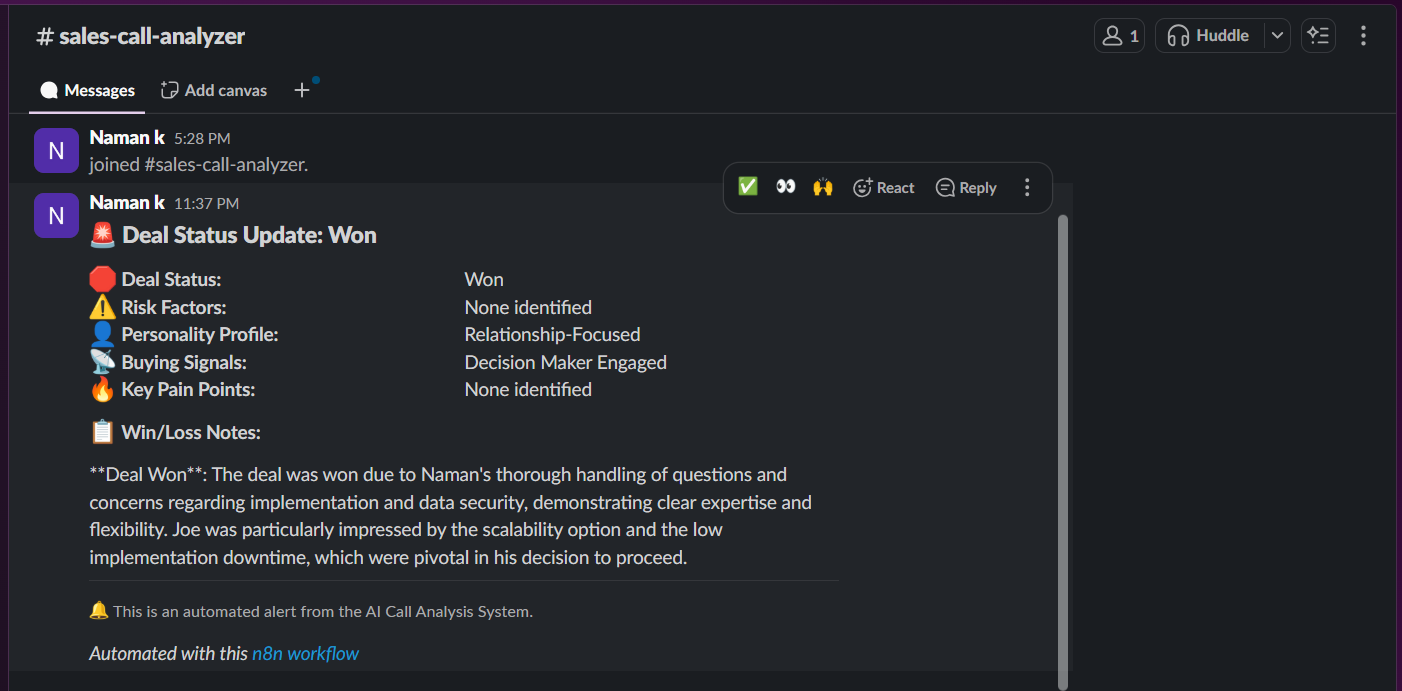 # sales-call-analyzer
1
Huddle
Messages
Add canvas
N
Naman k 5:28 PM
joined #sales-call-analyzer.
React
Reply
N
Naman k 11:37 PM
Deal Status Update: Won
Deal Status: Won
Risk Factors: None identified
Personality Profile: Relationship-Focused
Buying Signals: Decision Maker Engaged
Key Pain Points: None identified
Win/Loss Notes:
**Deal Won**: The deal was won due to Naman's thorough handling of questions and
concerns regarding implementation and data security, demonstrating clear expertise and
flexibility. Joe was particularly impressed by the scalability option and the low
implementation downtime, which were pivotal in his decision to proceed.
This is an automated alert from the AI Call Analysis System.
Automated with this n8n workflow